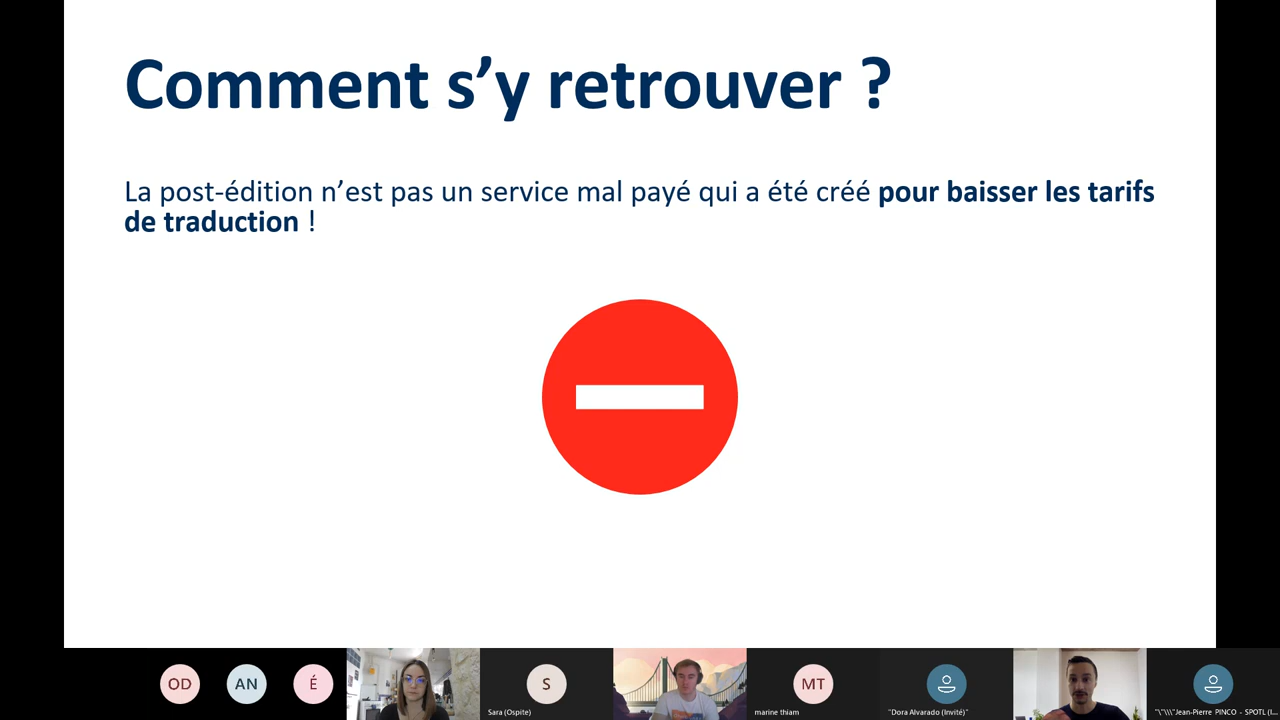 Comment s’y retrouver ?
La post-édition n’est pas un service mal payé qui a été créé pour baisser les tarifs
de traduction !
OD
AN
É
S
MT
Sara (Ospite)
marine thiam
"Dora Alvarado (Invité)"
"\"\\\"Jean-Pierre PINCO - SPOTL (I...